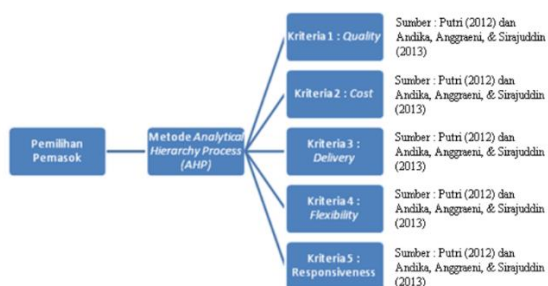 Pemilihan
Pemasok
Metode Analytical
Hierarchy Process
(AHP)
Kriteria 1 : Quality
Sumber : Putri (2012) dan
Andika, Anggraeni, & Sirajuddin
(2013)
Kriteria 2 : Cost
Sumber : Putri (2012) dan
Andika, Anggraeni, & Sirajuddin
(2013)
Kriteria 3 :
Delivery
Sumber : Putri (2012) dan
Andika, Anggraeni, & Sirajuddin
(2013)
Kriteria 4 :
Flexibility
Sumber : Putri (2012) dan
Andika, Anggraeni, & Sirajuddin
(2013)
Kriteria 5 :
Responsiveness
Sumber : Putri (2012) dan
Andika, Anggraeni, & Sirajuddin
(2013)